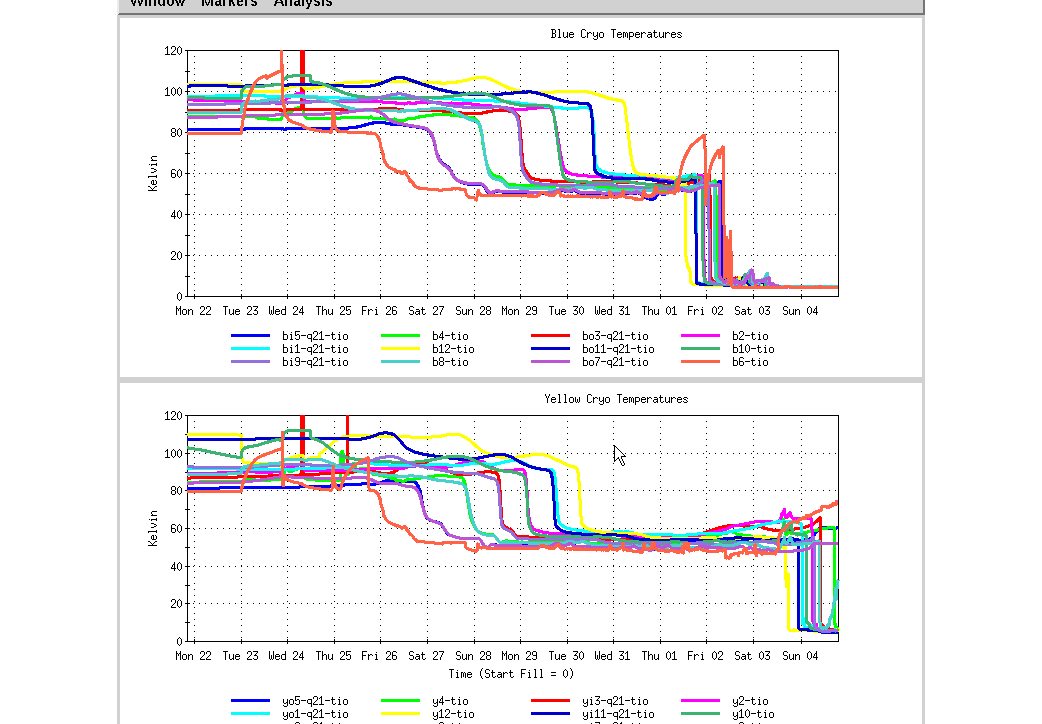 Window Markers Analysis
Blue Cryo Temperatures
120
100
80
60
40
20
0
Kelvin
Mon 22 Tue 23 Wed 24 Thu 25 Fri 26 Sat 27 Sun 28 Mon 29 Tue 30 Wed 31 Thu 01 Fri 02 Sat 03 Sun 04
bi5-q21-tio b4-tio bo3-q21-tio b2-tio
bi1-q21-tio b12-tio bo11-q21-tio b10-tio
bi9-q21-tio b8-tio bo7-q21-tio b6-tio
Yellow Cryo Temperatures
120
100
80
60
40
20
0
Kelvin
Mon 22 Tue 23 Wed 24 Thu 25 Fri 26 Sat 27 Sun 28 Mon 29 Tue 30 Wed 31 Thu 01 Fri 02 Sat 03 Sun 04
Time (Start Fill = 0)
yo5-q21-tio y4-tio yi3-q21-tio y2-tio
yo1-q21-tio y12-tio yi11-q21-tio y10-tio